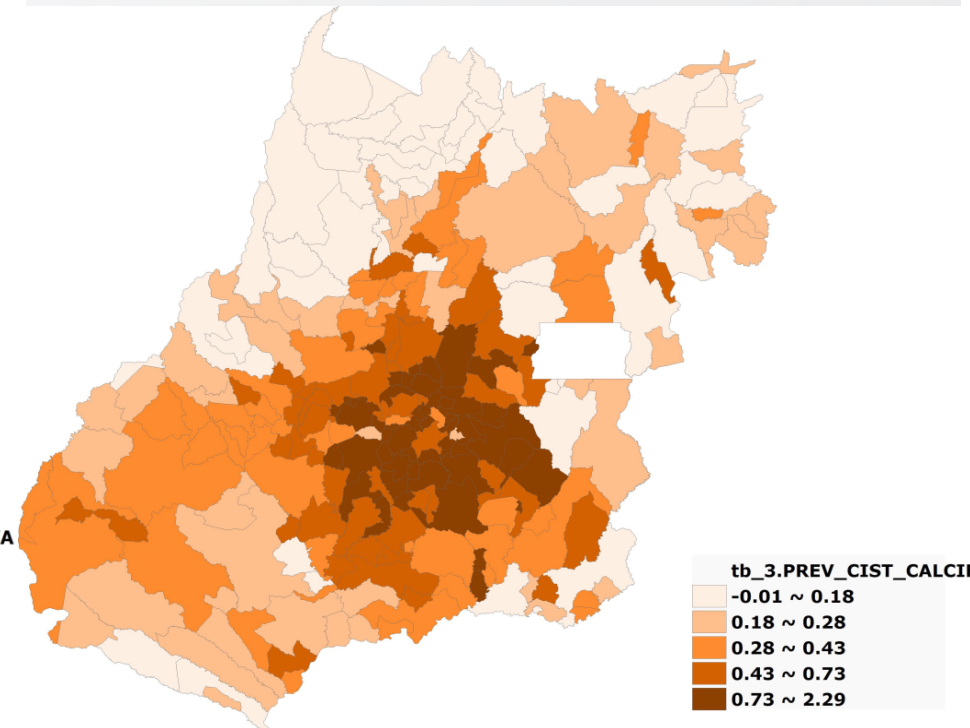 A
tb_3.PREV_CIST_CALCI
-0.01 ~ 0.18
0.18 ~ 0.28
0.28 ~ 0.43
0.43 ~ 0.73
0.73 ~ 2.29